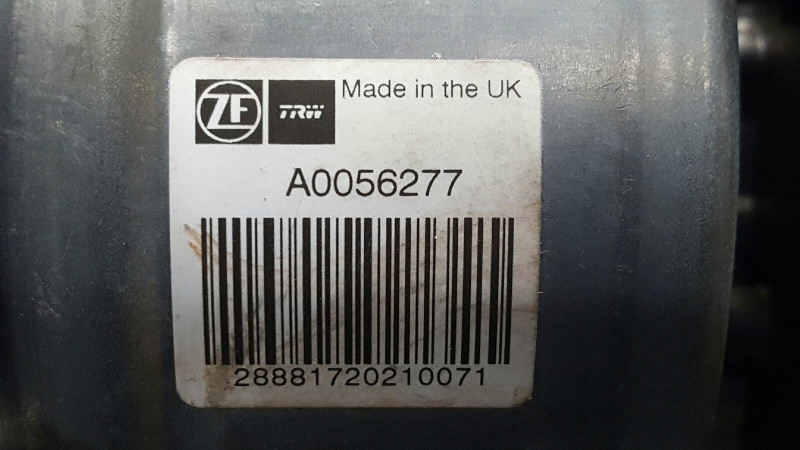 ZF TRW Made in the UK
A0056277
28881720210071